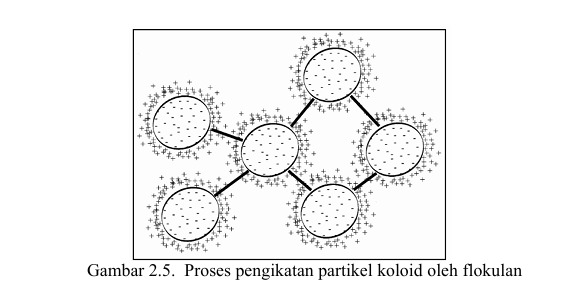 Gambar 2.5. Proses pengikatan partikel koloid oleh flokulan